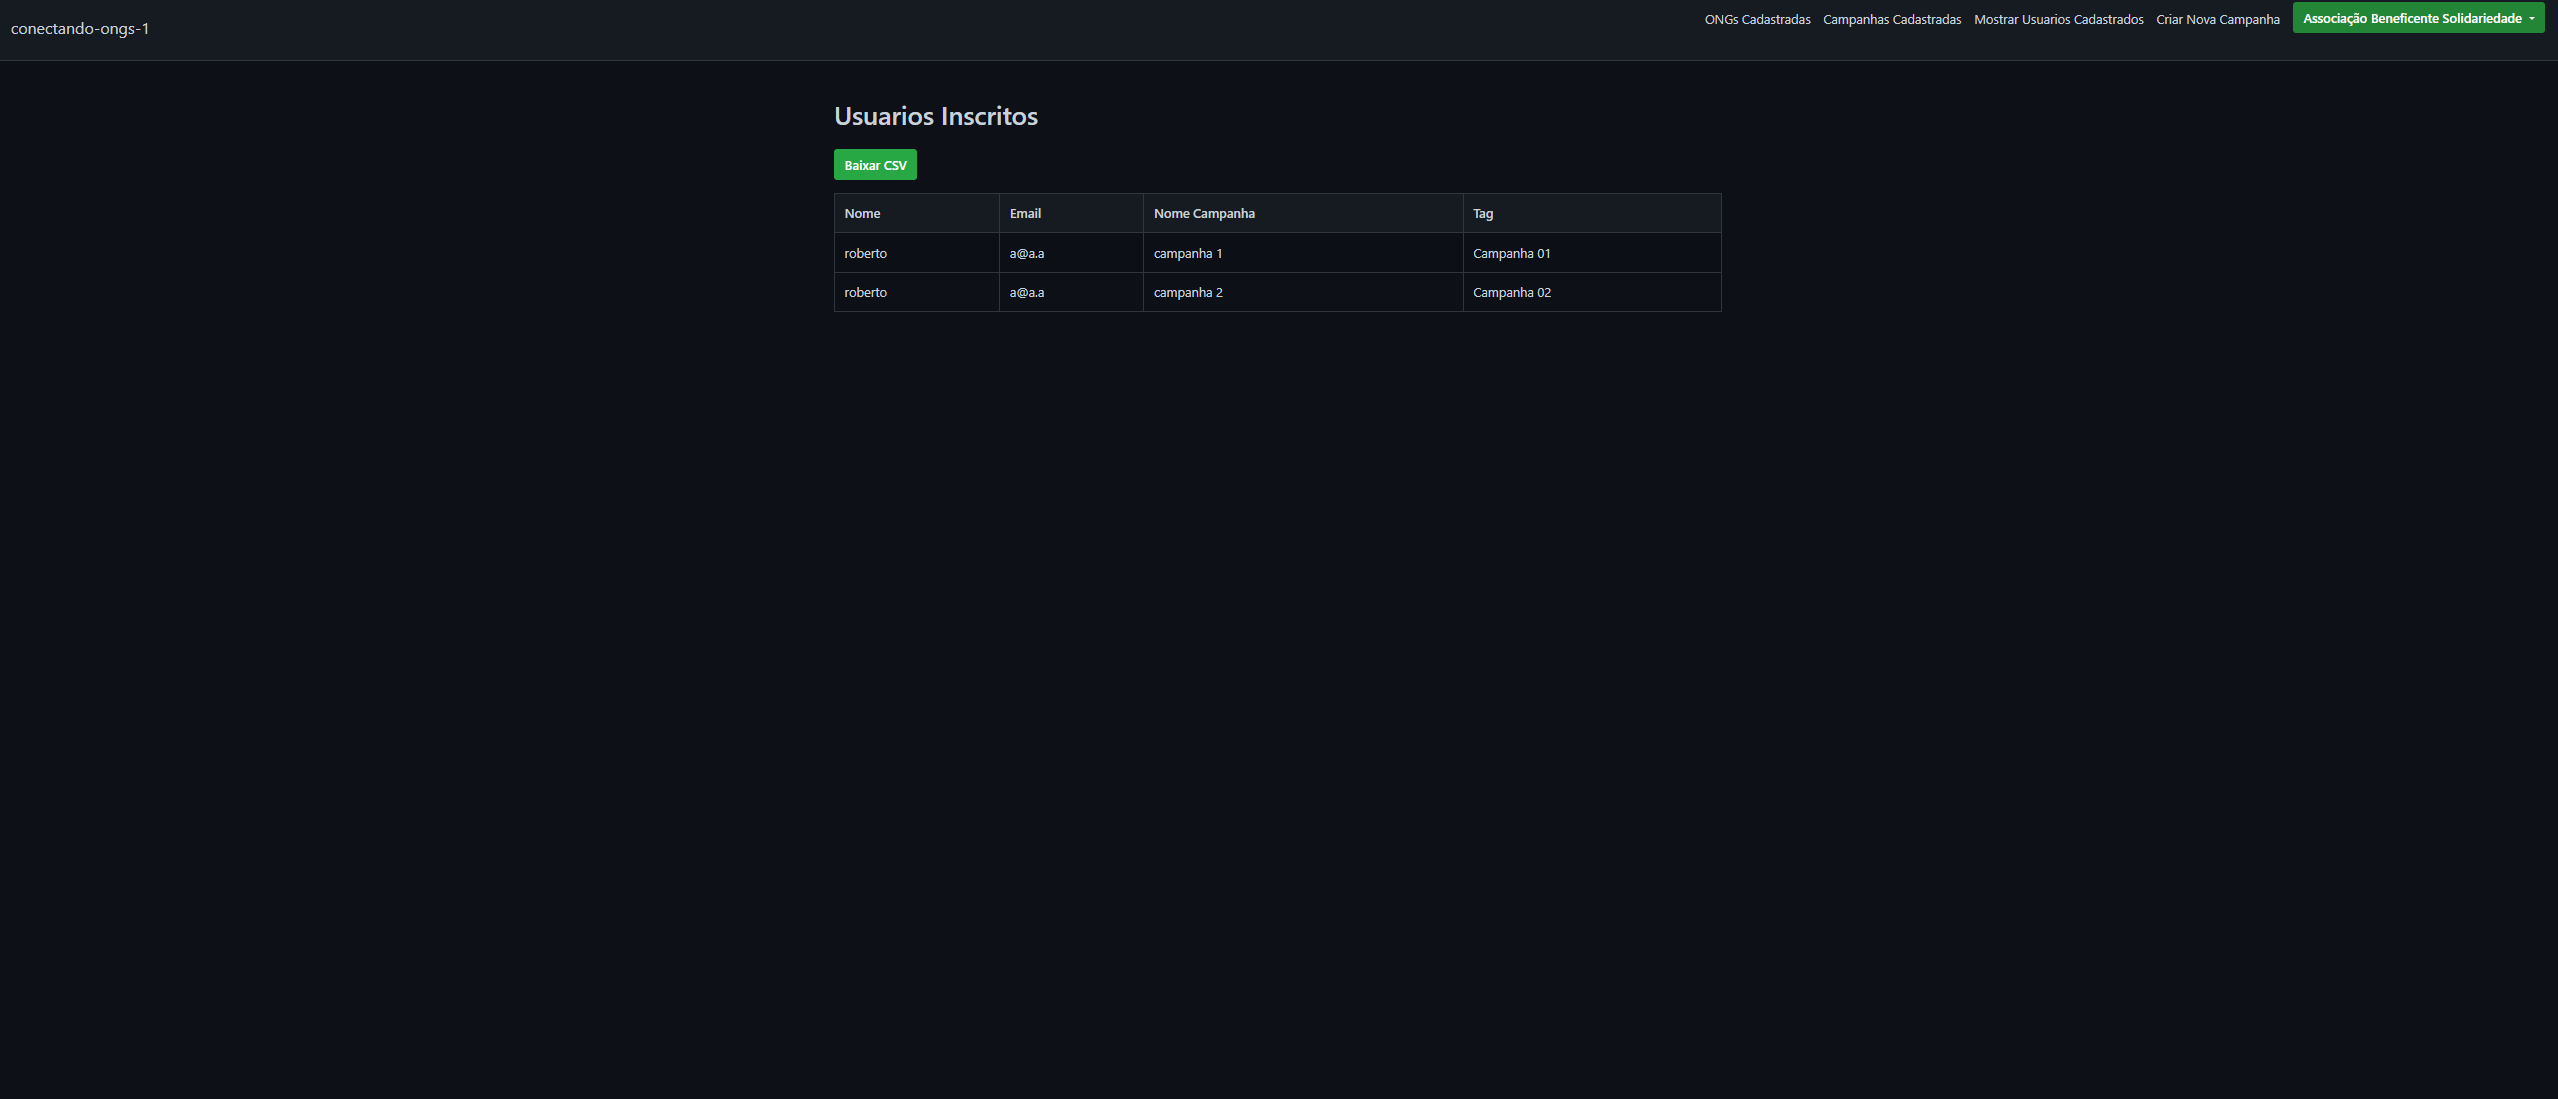 conectando-ongs-1
ONGs Cadastradas Campanhas Cadastradas Mostrar Usuarios Cadastrados Criar Nova Campanha Associação Beneficente Solidariedade
Usuarios Inscritos
Baixar CSV
Nome Email Nome Campanha Tag
roberto a@a.a campanha 1 Campanha 01
roberto a@a.a campanha 2 Campanha 02